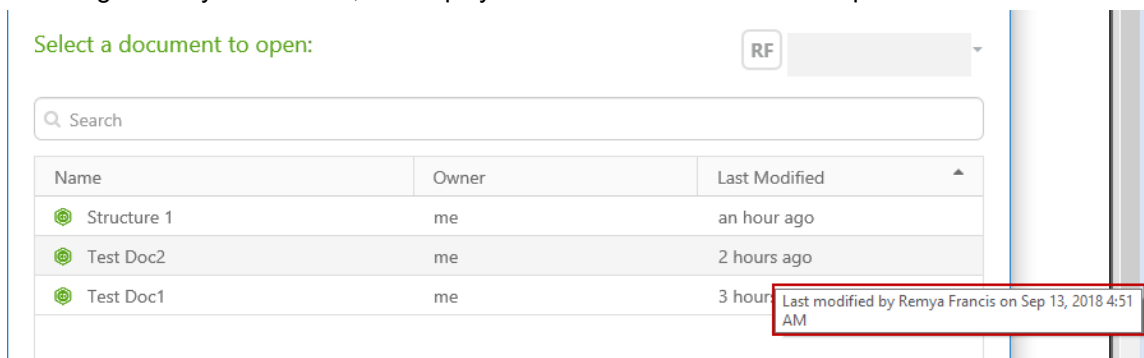 Select a document to open:
RF
Search
Name Owner Last Modified
Structure 1 me an hour ago
Test Doc2 me 2 hours ago
Test Doc1 me 3 hour
Last modified by Remya Francis on Sep 13, 2018 4:51
AM